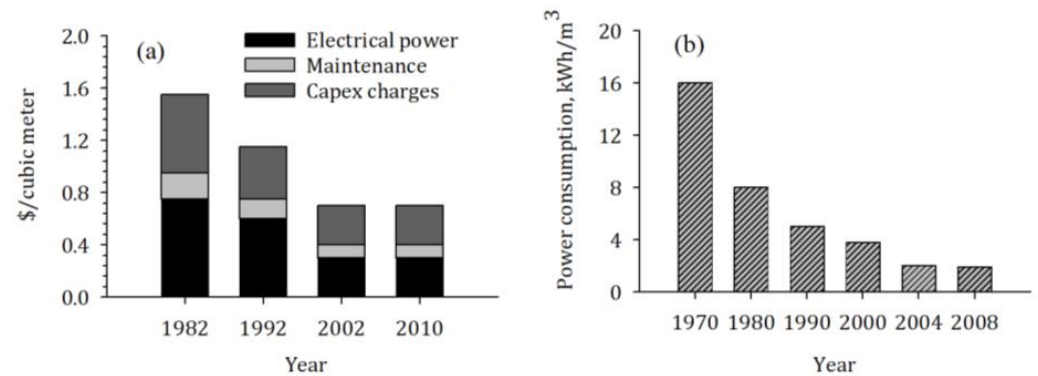 (a)
Electrical power
Maintenance
Capex charges
$/cubic meter
2.0
1.6
1.2
0.8
0.4
0.0
1982 1992 2002 2010
Year
(b)
Power consumption, kWh/m³
20
16
12
8
4
0
1970 1980 1990 2000 2004 2008
Year